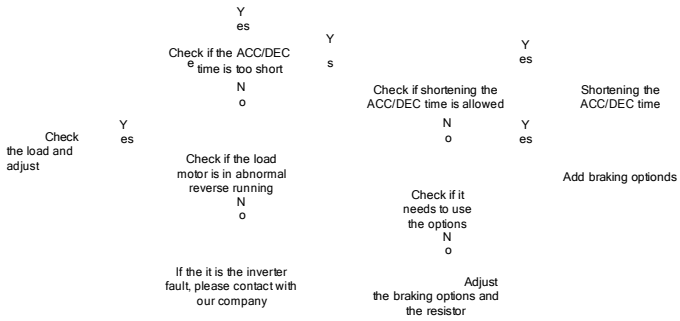 Y
es
Check if the ACC/DEC
e time is too short
Y
s
Y
es
N
o
Check if shortening the
ACC/DEC time is allowed
Shortening the
ACC/DEC time
Y
es
Check
the load and
adjust
N
o
Y
es
Check if the load
motor is in abnormal
reverse running
Add braking optionds
N
o
Check if it
needs to use
the options
N
o
If the it is the inverter
fault, please contact with
our company
Adjust
the braking options and
the resistor